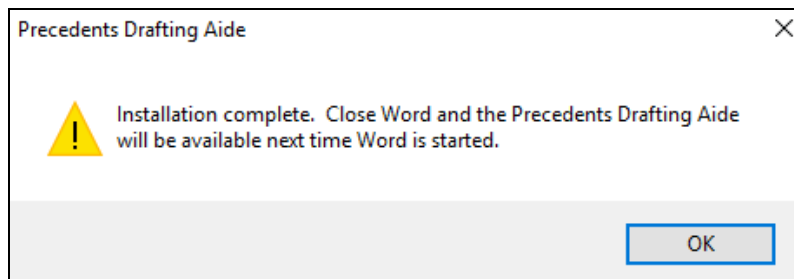 Precedents Drafting Aide
Installation complete.  Close Word and the Precedents Drafting Aide
will be available next time Word is started.
OK